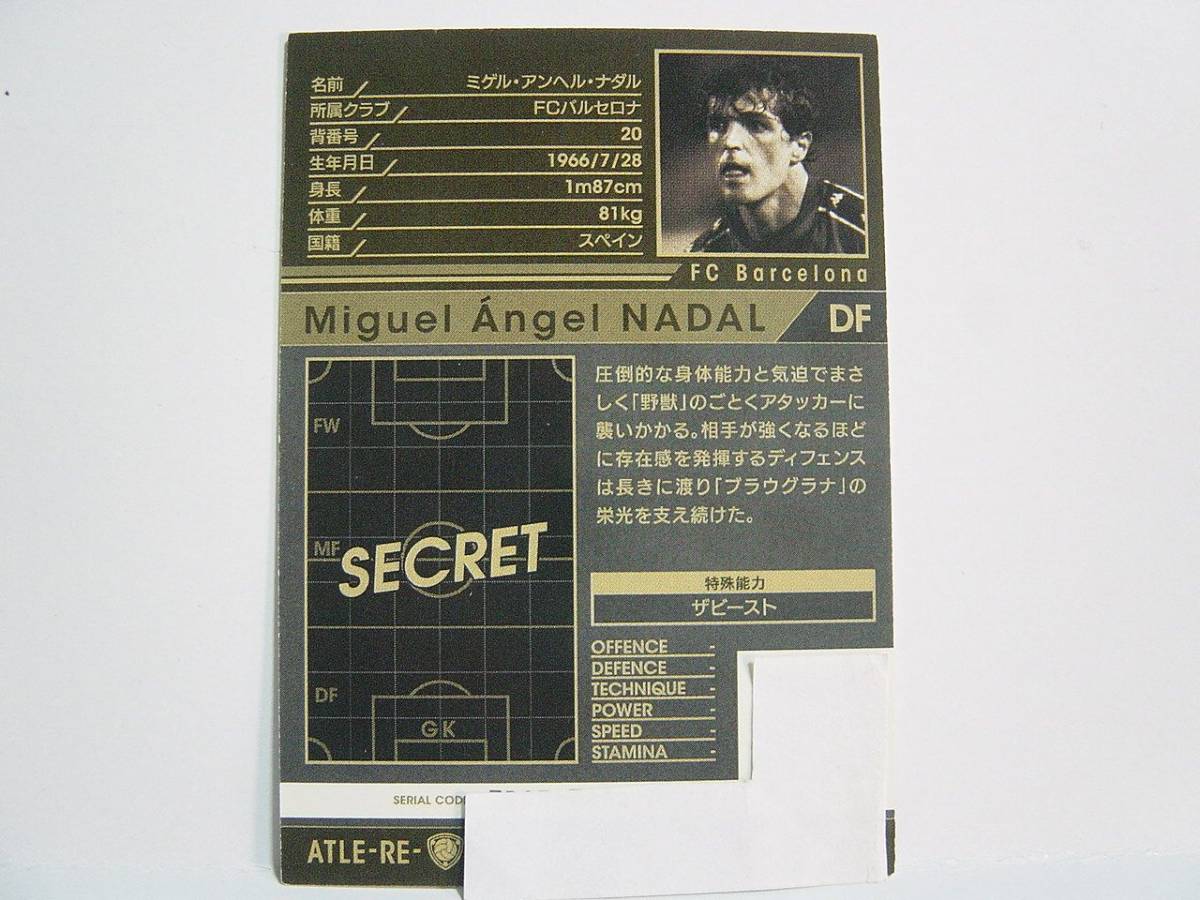 名前 ミゲル・アンヘル・ナダル
所属クラブ FCバルセロナ
背番号 20
生年月日 1966/7/28
身長 1m87cm
体重 81kg
国籍 スペイン
FC Barcelona
Miguel Ángel NADAL DF
圧倒的な身体能力と気迫でまさ
しく「野獣」のごとくアタッカーに
襲いかかる。相手が強くなるほど
に存在感を発揮するディフェンス
は長きに渡り「ブラウグラナ」の
栄光を支え続けた。
FW
MF
SECRET
DF
GK
特殊能力
ザビースト
OFFENCE -
DEFENCE -
TECHNIQUE -
POWER -
SPEED -
STAMINA -
SERIAL
ATLE-RE-